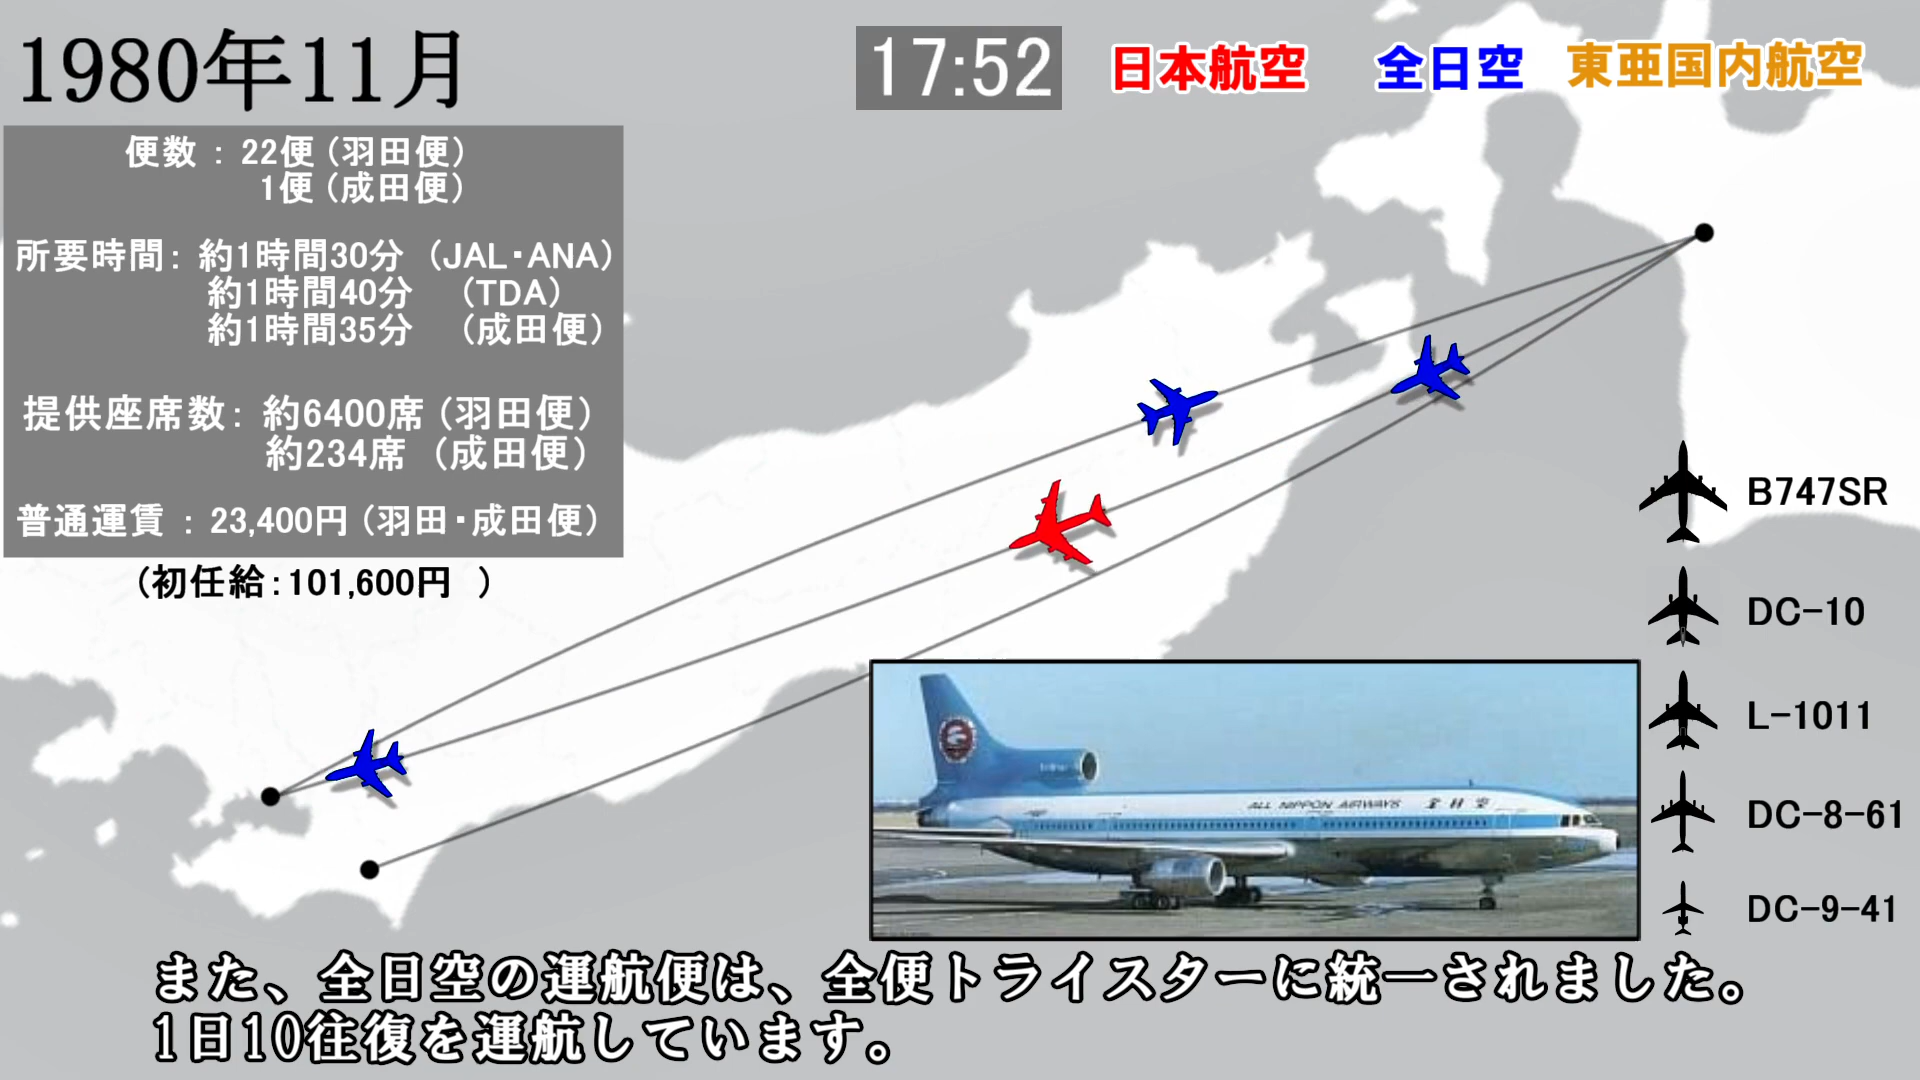 1980年11月
17:52
日本航空 全日空 東亜国内航空
便数 : 22便 (羽田便)
1便 (成田便)
所要時間: 約1時間30分 (JAL・ANA)
約1時間40分 (TDA)
約1時間35分 (成田便)
提供座席数: 約6400席 (羽田便)
約234席 (成田便)
普通運賃 : 23,400円 (羽田・成田便)
(初任給:101,600円 )
B747SR
DC-10
L-1011
DC-8-61
DC-9-41
ALL NIPPON AIRWAYS 全日空
また、全日空の運航便は、全便トライスターに統一されました。
1日10往復を運航しています。